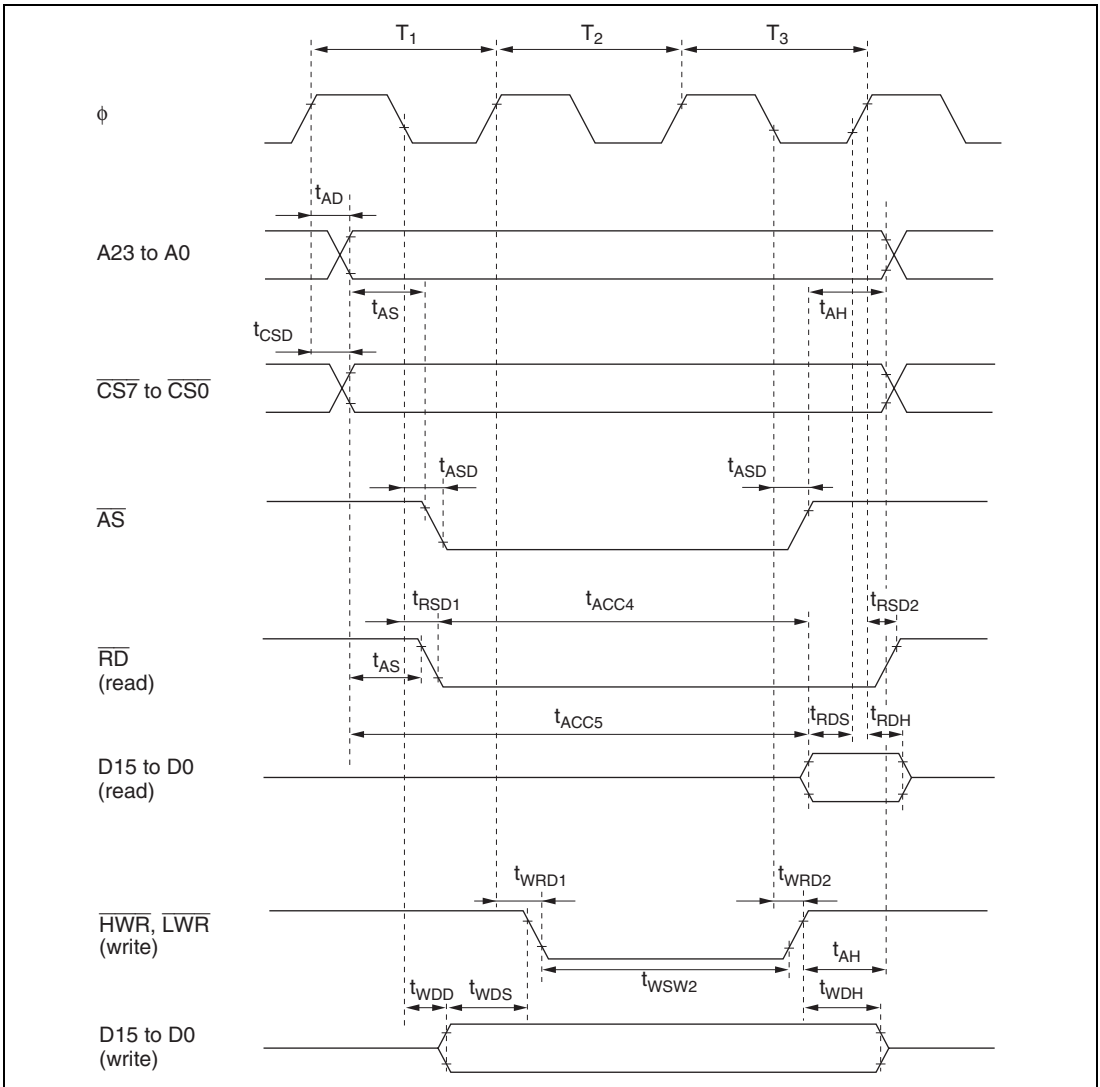 T1 T2 T3
ϕ
tAD
A23 to A0
tAS tAH
tCSD
CS7 to CS0
tASD tASD
AS
tRSD1 tACC4 tRSD2
RD
(read)
tAS
tACC5 tRDS tRDH
D15 to D0
(read)
tWRD1 tWRD2
HWR, LWR
(write)
tAH
tWSW2
tWDD tWDS tWDH
D15 to D0
(write)